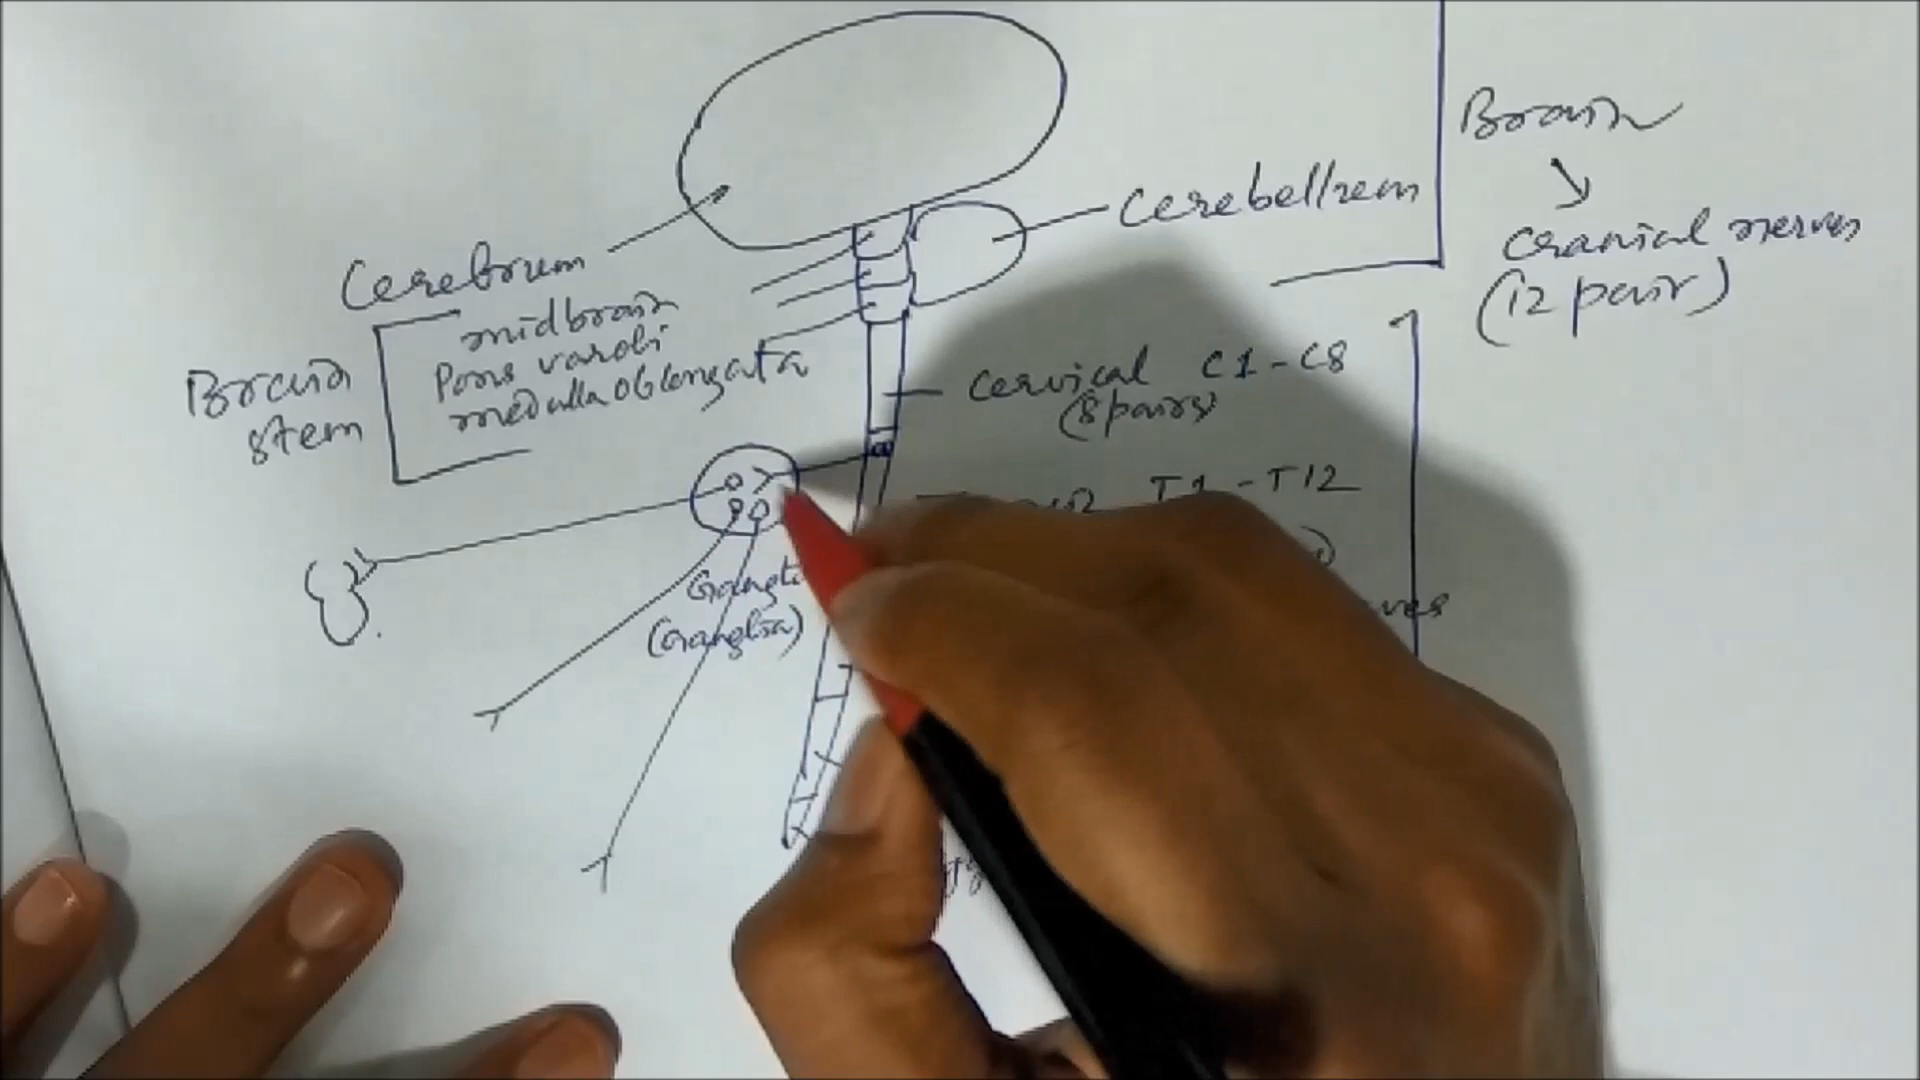 Brain
↘
cranial nerves
(12 pair)
Cerebellum
Cerebrum
Brain
stem
midbrain
Pons varoli
medulla oblongata
Cervical C1-C8
(8 pairs)
T1-T12
(Ganglia)